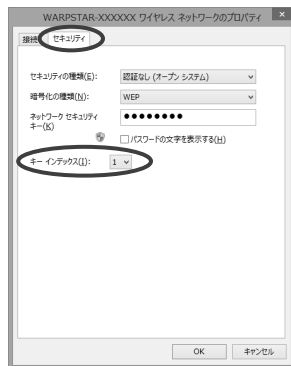 WARPSTAR-XXXXXX ワイヤレス ネットワークのプロパティ ×
接続 セキュリティ
セキュリティの種類(E): 認証なし (オープン システム)
暗号化の種類(N): WEP
ネットワーク セキュリティ ●●●●●●●●
キー(K)
パスワードの文字を表示する(H)
キー インデックス(I): 1
OK キャンセル